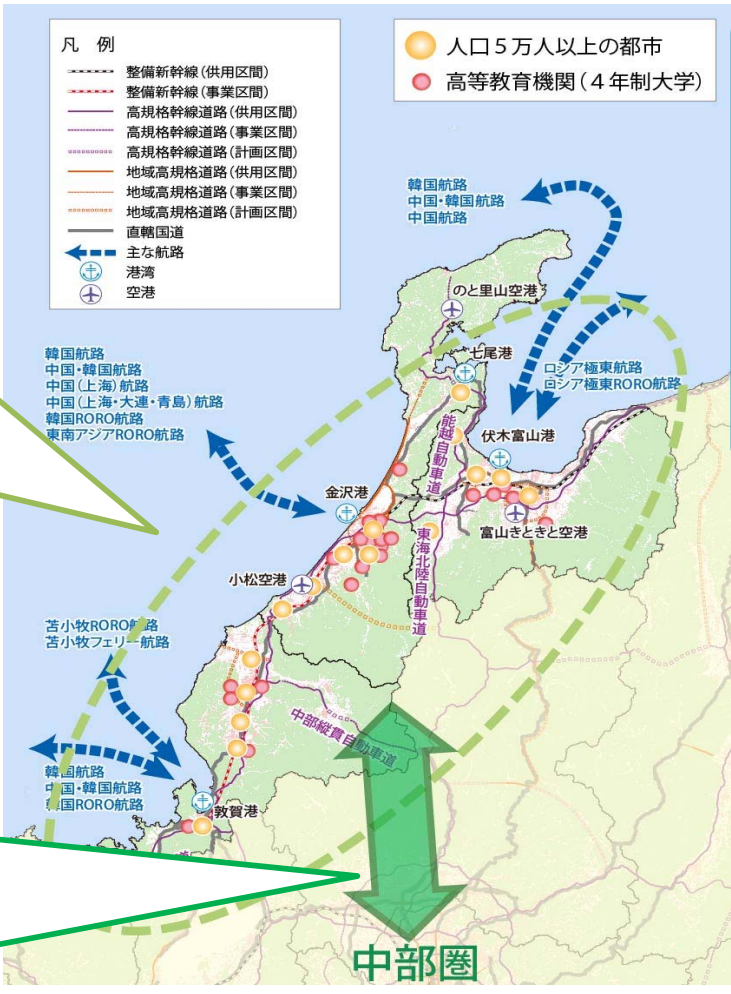 凡 例
整備新幹線(供用区間)
整備新幹線(事業区間)
高規格幹線道路(供用区間)
高規格幹線道路(事業区間)
高規格幹線道路(計画区間)
地域高規格道路(供用区間)
地域高規格道路(事業区間)
地域高規格道路(計画区間)
直轄国道
主な航路
港湾
空港
人口5万人以上の都市
高等教育機関(4年制大学)
韓国航路
中国・韓国航路
中国航路
のと里山空港
七尾港
韓国航路
中国・韓国航路
中国(上海)航路
中国(上海・大連・青島)航路
韓国RORO航路
東南アジアRORO航路
ロシア極東航路
ロシア極東RORO航路
能越自動車道
伏木富山港
金沢港
富山きときと空港
東海北陸自動車道
小松空港
苫小牧RORO航路
苫小牧フェリー航路
中部縦貫自動車道
韓国航路
中国・韓国航路
韓国RORO航路
敦賀港
中部圏